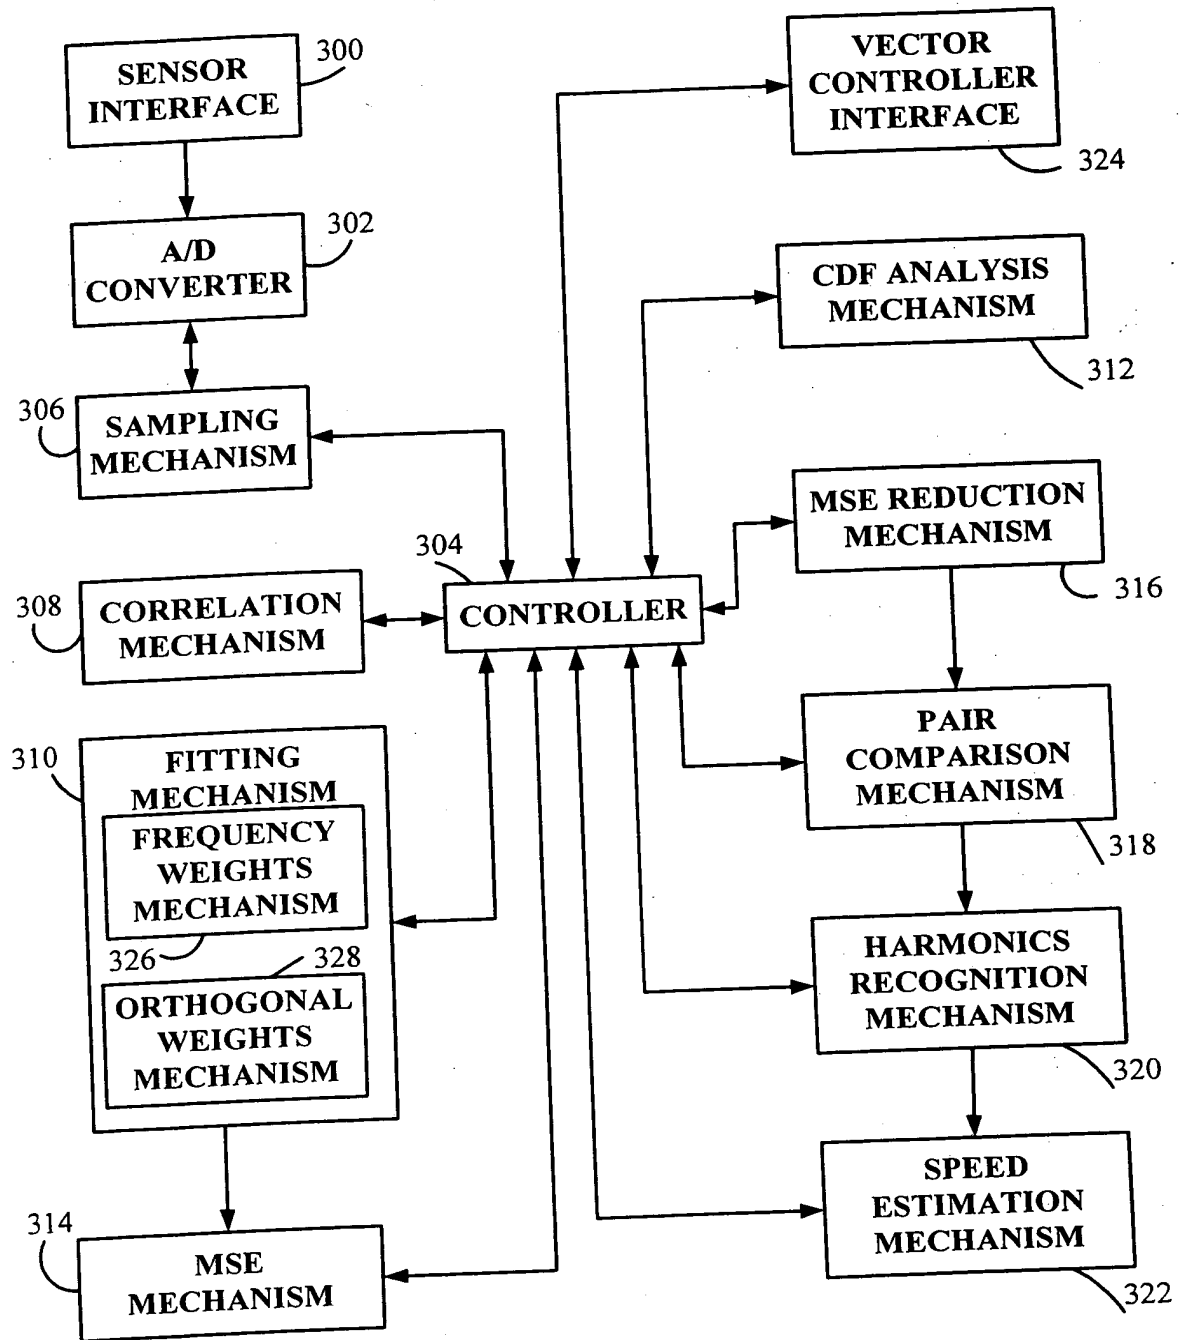 SENSOR
INTERFACE
300
A/D
CONVERTER
302
306
SAMPLING
MECHANISM
308
CORRELATION
MECHANISM
304
CONTROLLER
310
FITTING
MECHANISM
FREQUENCY
WEIGHTS
MECHANISM
326
328
ORTHOGONAL
WEIGHTS
MECHANISM
314
MSE
MECHANISM
VECTOR
CONTROLLER
INTERFACE
324
CDF ANALYSIS
MECHANISM
312
MSE REDUCTION
MECHANISM
316
PAIR
COMPARISON
MECHANISM
318
HARMONICS
RECOGNITION
MECHANISM
320
SPEED
ESTIMATION
MECHANISM
322